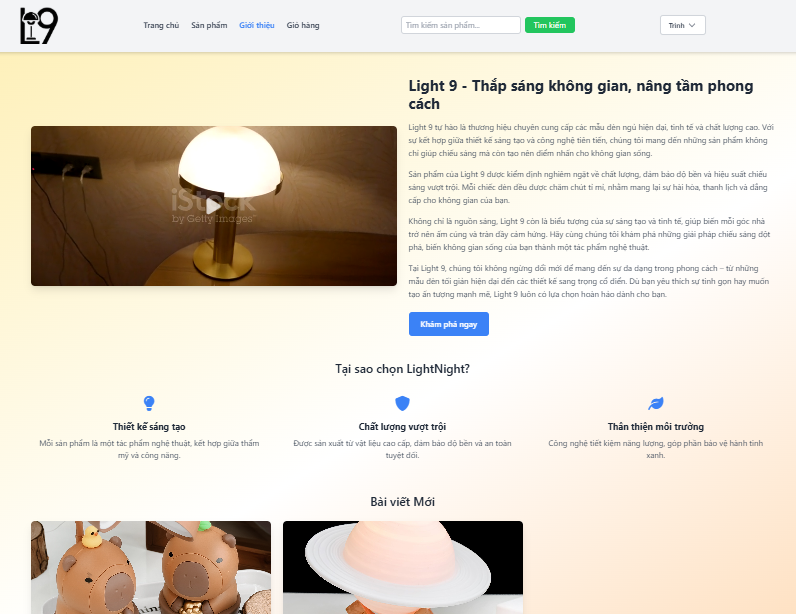 L9
Trang chủ Sản phẩm Giới thiệu Giỏ hàng Tìm kiếm sản phẩm... Tìm kiếm Trình
Light 9 - Thắp sáng không gian, nâng tầm phong
cách
Light 9 tự hào là thương hiệu chuyên cung cấp các mẫu đèn ngủ hiện đại, tinh tế và chất lượng cao. Với
sự kết hợp giữa thiết kế sáng tạo và công nghệ tiên tiến, chúng tôi mang đến những sản phẩm không
chỉ giúp chiếu sáng mà còn tạo nên điểm nhấn cho không gian sống.
Sản phẩm của Light 9 được kiểm định nghiêm ngặt về chất lượng, đảm bảo độ bền và hiệu suất chiếu
sáng vượt trội. Mỗi chiếc đèn đều được chăm chút tỉ mỉ, nhằm mang lại sự hài hòa, thanh lịch và đẳng
cấp cho không gian của bạn.
Không chỉ là nguồn sáng, Light 9 còn là biểu tượng của sự sáng tạo và tinh tế, giúp biến mỗi góc nhà
trở nên ấm cúng và tràn đầy cảm hứng. Hãy cùng chúng tôi khám phá những giải pháp chiếu sáng đột
phá, biến không gian sống của bạn thành một tác phẩm nghệ thuật.
Tại Light 9, chúng tôi không ngừng đổi mới để mang đến sự đa dạng trong phong cách – từ những
mẫu đèn tối giản hiện đại đến các thiết kế sang trọng cổ điển. Dù bạn yêu thích sự tinh gọn hay muốn
tạo ấn tượng mạnh mẽ, Light 9 luôn có lựa chọn hoàn hảo dành cho bạn.
iStock
by Getty Images™
Khám phá ngay
Tại sao chọn LightNight?
Thiết kế sáng tạo
Mỗi sản phẩm là một tác phẩm nghệ thuật, kết hợp giữa thẩm
mỹ và công năng.
Chất lượng vượt trội
Được sản xuất từ vật liệu cao cấp, đảm bảo độ bền và an toàn
tuyệt đối.
Thân thiện môi trường
Công nghệ tiết kiệm năng lượng, góp phần bảo vệ hành tinh
xanh.
Bài viết Mới